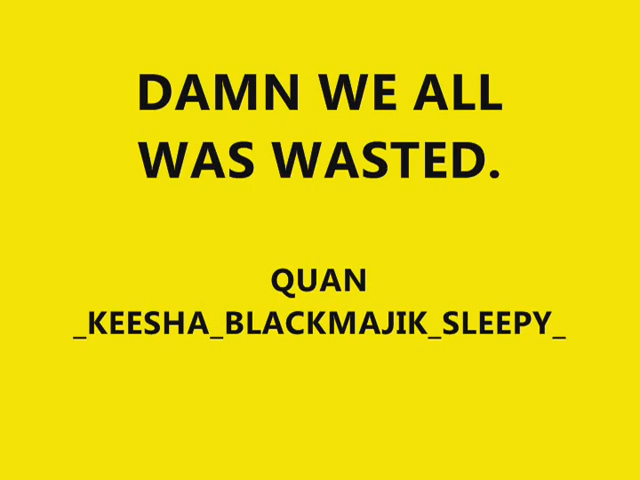 DAMN WE ALL
WAS WASTED.
QUAN
_KEESHA_BLACKMAJIK_SLEEPY_